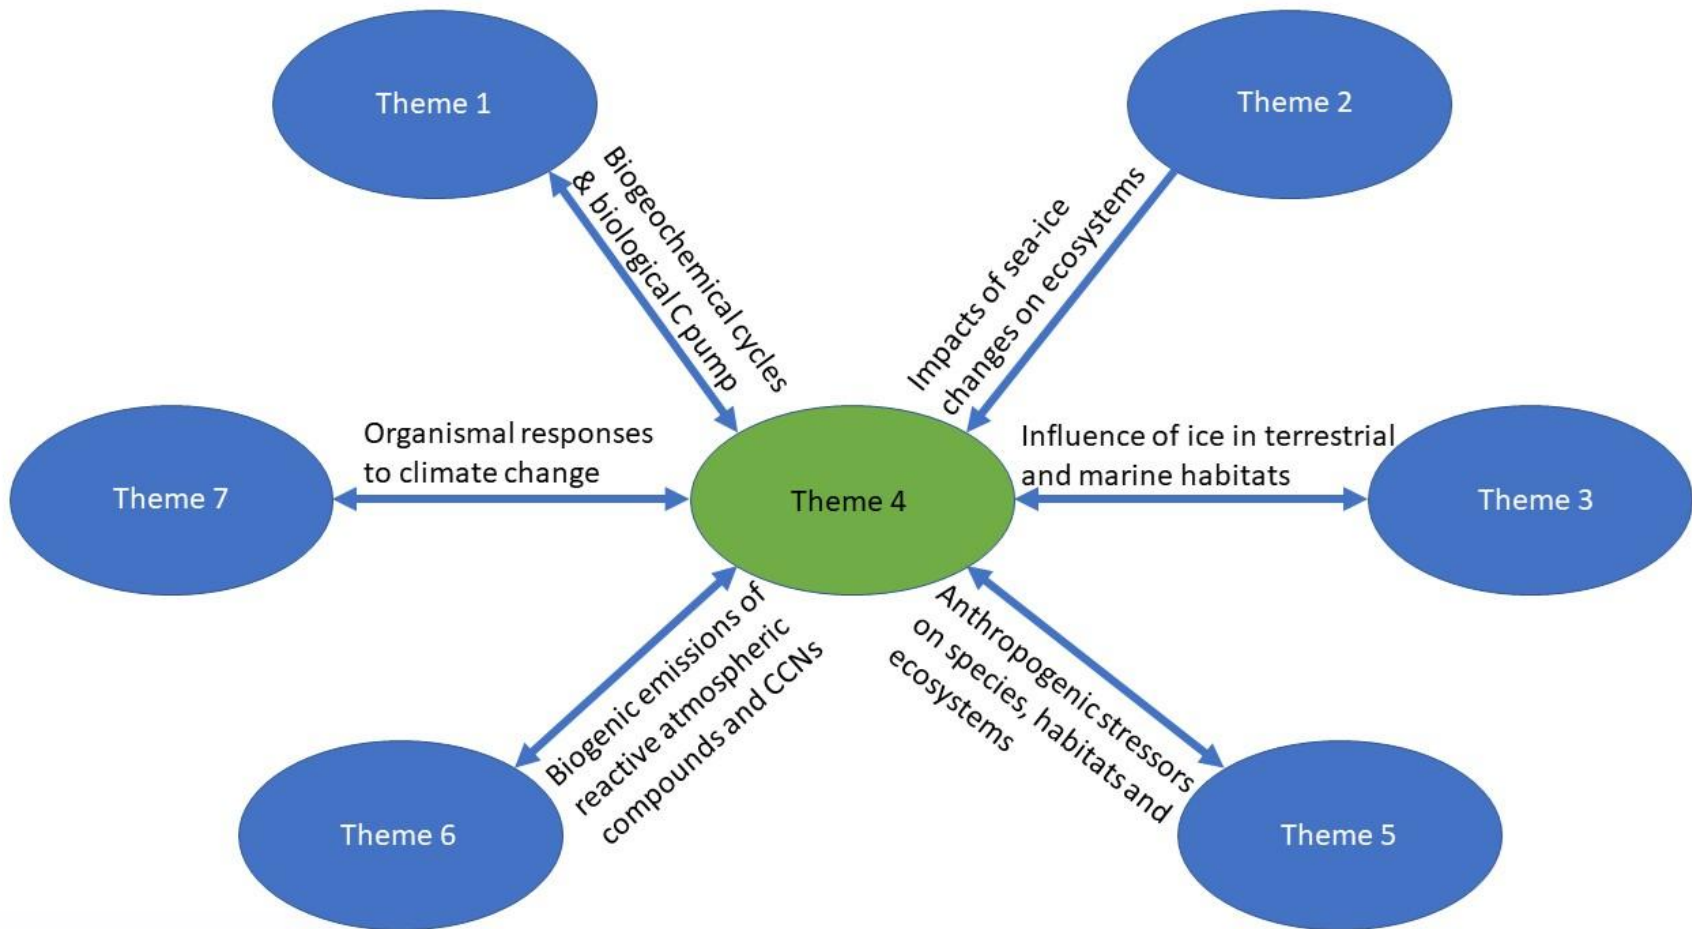 Theme 1
Theme 2
Biogeochemical cycles
& biological C pump
Impacts of sea-ice
changes on ecosystems
Organismal responses
to climate change
Influence of ice in terrestrial
and marine habitats
Theme 7
Theme 4
Theme 3
Biogenic emissions of
reactive atmospheric
compounds and CCNs
Anthropogenic stressors
on species, habitats and
ecosystems
Theme 6
Theme 5